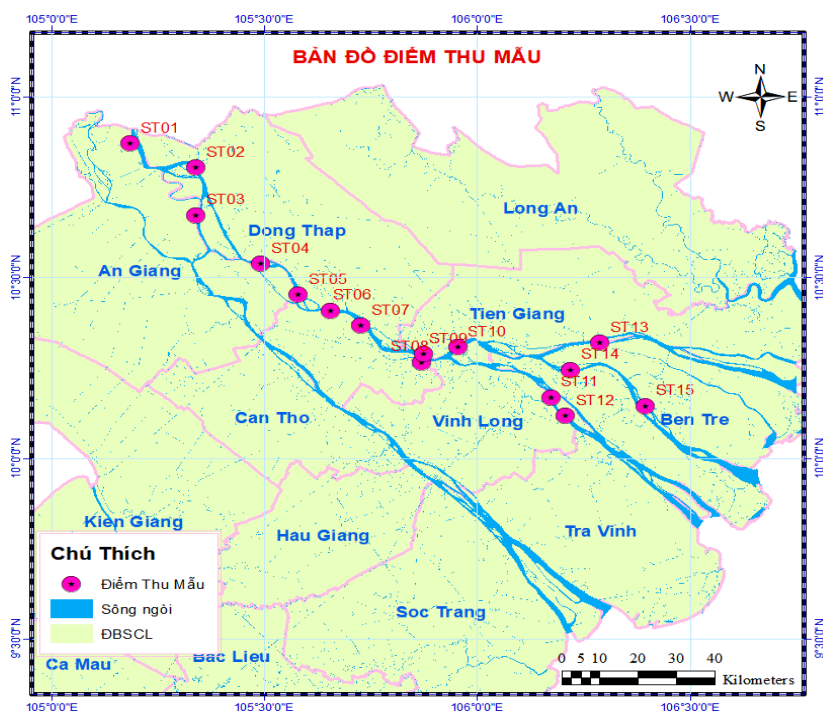 105°0'0"E
105°30'0"E
106°0'0"E
106°30'0"E
BẢN ĐỒ ĐIỂM THU MẪU
N
W
E
S
11°0'0"N
11°0'0"N
ST01
ST02
ST03
Long An
Dong Thap
ST04
An Giang
10°30'0"N
10°30'0"N
ST05
ST06
ST07
Tien Giang
ST08
ST09
ST10
ST13
ST14
ST11
ST12
ST15
Can Tho
Vinh Long
Ben Tre
10°0'0"N
10°0'0"N
Kien Giang
Hau Giang
Tra Vinh
Chú Thích
Điểm Thu Mẫu
Sông ngòi
ĐBSCL
Soc Trang
Bac Lieu
Ca Mau
9°30'0"N
9°30'0"N
0 5 10 20 30 40
Kilometers
105°0'0"E
105°30'0"E
106°0'0"E
106°30'0"E